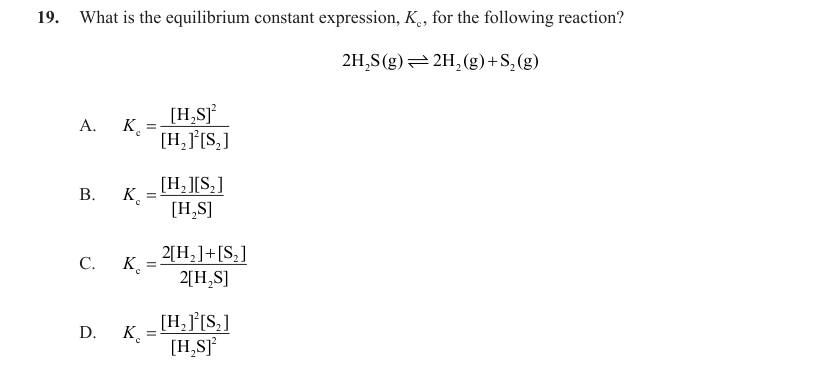 19. What is the equilibrium constant expression, K_c, for the following reaction?
2H₂S(g) ⇌ 2H₂(g)+S₂(g)
A. K_c = [H₂S]² / [H₂]²[S₂]
B. K_c = [H₂][S₂] / [H₂S]
C. K_c = 2[H₂]+[S₂] / 2[H₂S]
D. K_c = [H₂]²[S₂] / [H₂S]²